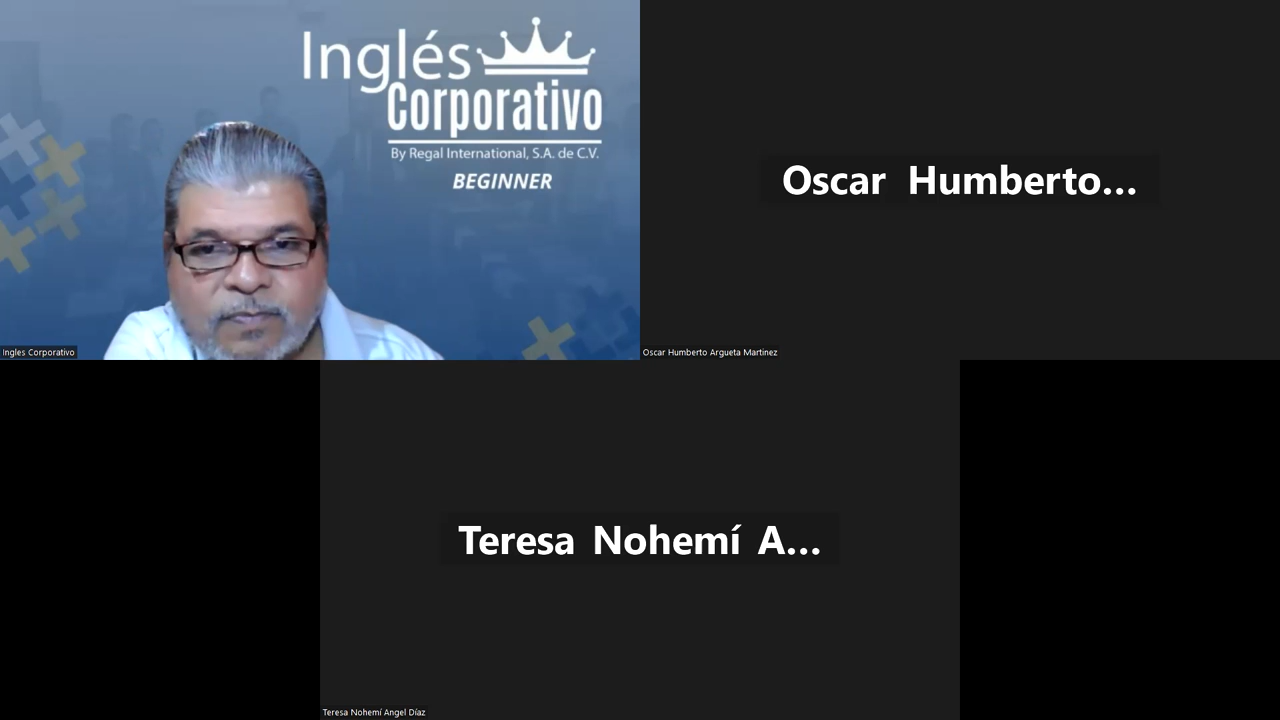 Inglés
Corporativo
By Regal International, S.A. de C.V.
BEGINNER
Ingles Corporativo
Oscar Humberto...
Oscar Humberto Argueta Martinez
Teresa Nohemí A...
Teresa Nohemí Angel Díaz